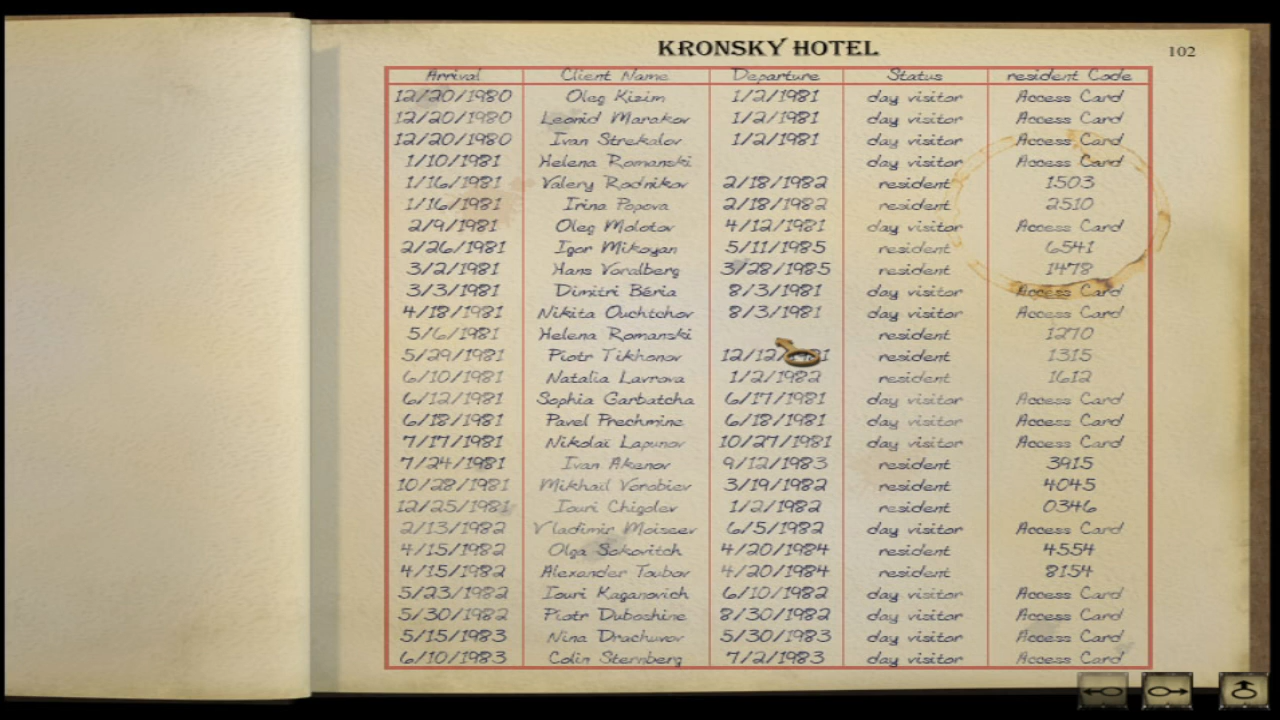 KRONSKY HOTEL
102
Arrival Client Name Departure Status resident Code
12/20/1980 Oleg Kizim 1/2/1981 day visitor Access Card
12/20/1980 Leonid Marakov 1/2/1981 day visitor Access Card
12/20/1980 Ivan Strekalov 1/2/1981 day visitor Access Card
1/10/1981 Helena Romanski day visitor Access Card
1/16/1981 Valery Radnikov 2/18/1982 resident 1503
1/16/1981 Irina Popova 2/18/1982 resident 2510
2/9/1981 Oleg Molotov 4/12/1981 day visitor Access Card
2/26/1981 Igor Mikoyan 5/11/1985 resident 6541
3/2/1981 Hans Voralberg 3/28/1985 resident 1478
3/3/1981 Dimitri Béria 8/3/1981 day visitor Access Card
4/18/1981 Nikita Ouchtchov 8/3/1981 day visitor Access Card
5/6/1981 Helena Romanski resident 1270
5/29/1981 Piotr Tikhonov 12/12/1981 resident 1315
6/10/1981 Natalia Lavrova 1/2/1982 resident 1612
6/12/1981 Sophia Garbatcha 6/17/1981 day visitor Access Card
6/18/1981 Pavel Prechmine 6/18/1981 day visitor Access Card
7/17/1981 Nikolaï Lapunov 10/27/1981 day visitor Access Card
7/24/1981 Ivan Akenov 9/12/1983 resident 3915
10/28/1981 Mikhaïl Vorobiev 3/19/1982 resident 4045
12/25/1981 Iouri Chigolev 1/2/1982 resident 0346
2/13/1982 Vladimir Moiseev 6/5/1982 day visitor Access Card
4/15/1982 Olga Sokovitch 4/20/1984 resident 4554
4/15/1982 Alexander Toubov 4/20/1984 resident 8154
5/23/1982 Iouri Kaganovich 6/10/1982 day visitor Access Card
5/30/1982 Piotr Duboshine 8/30/1982 day visitor Access Card
5/15/1983 Nina Drachuvov 5/30/1983 day visitor Access Card
6/10/1983 Colin Sternberg 7/2/1983 day visitor Access Card